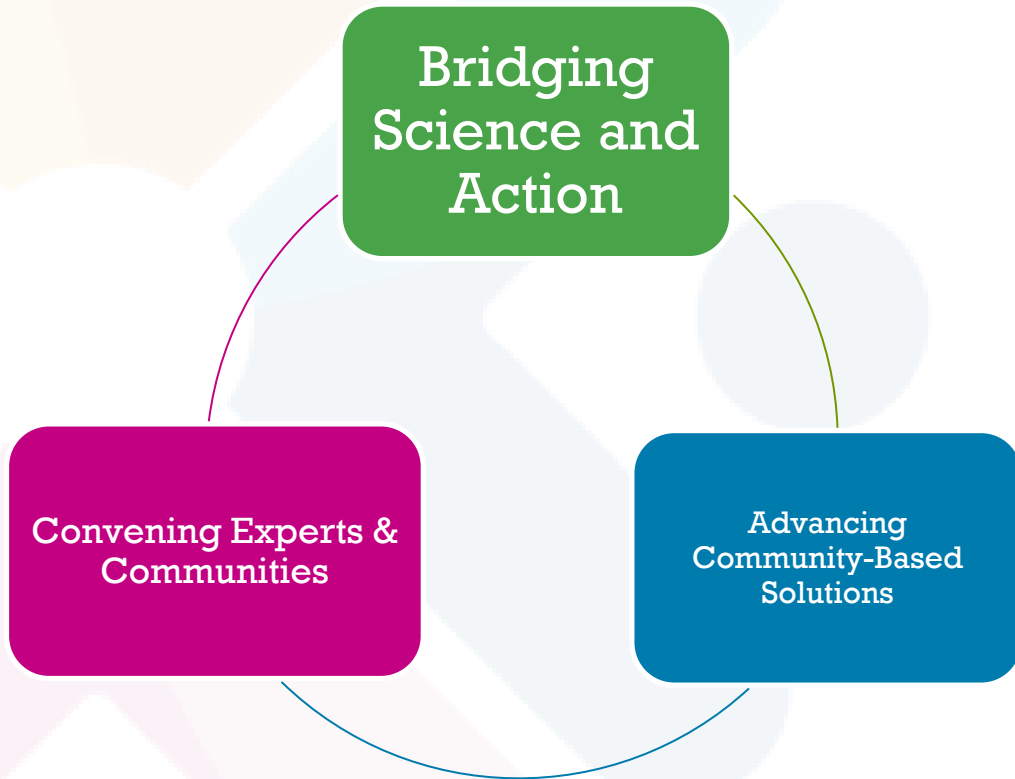 Bridging
Science and
Action
Convening Experts &
Communities
Advancing
Community-Based
Solutions